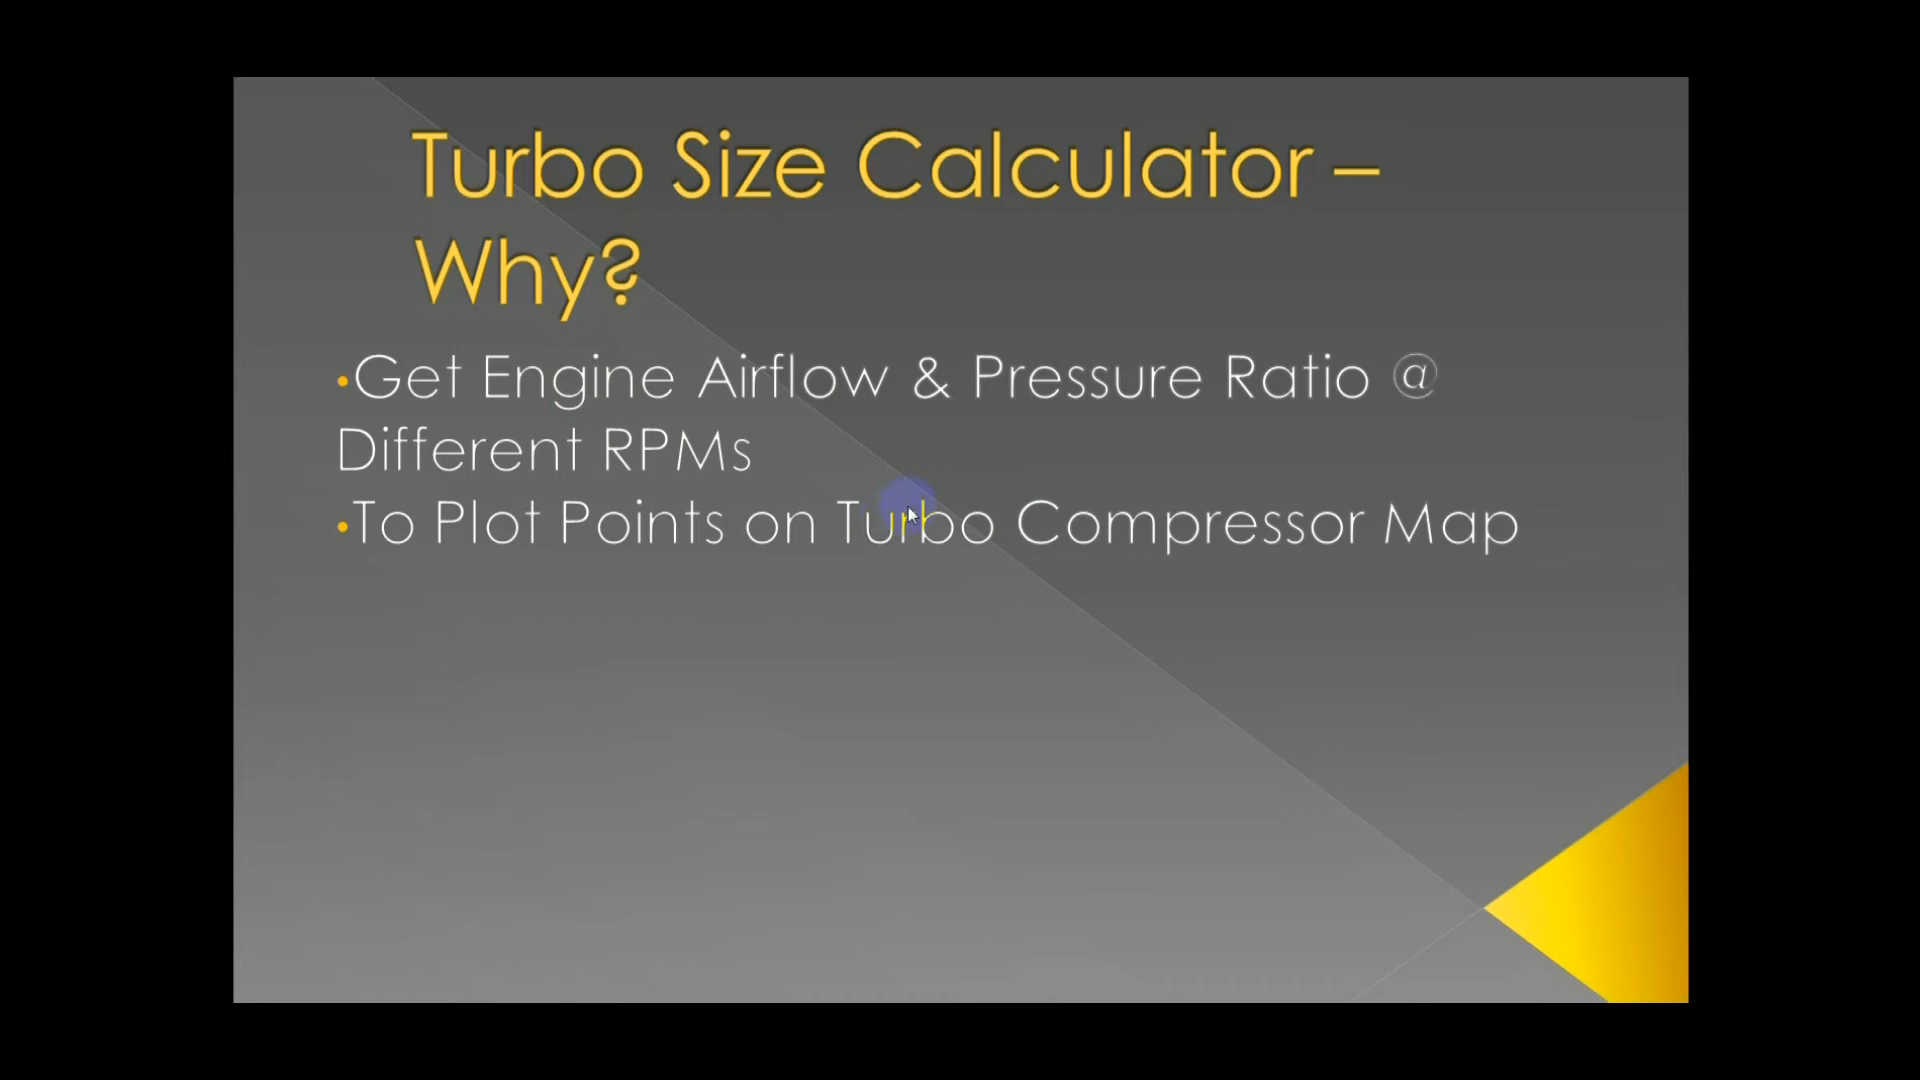 Turbo Size Calculator –
Why?
•Get Engine Airflow & Pressure Ratio @
Different RPMs
•To Plot Points on Turbo Compressor Map